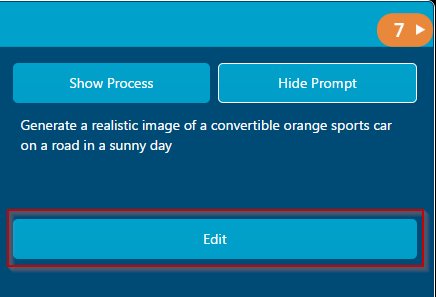 7
Show Process
Hide Prompt
Generate a realistic image of a convertible orange sports car
on a road in a sunny day
Edit